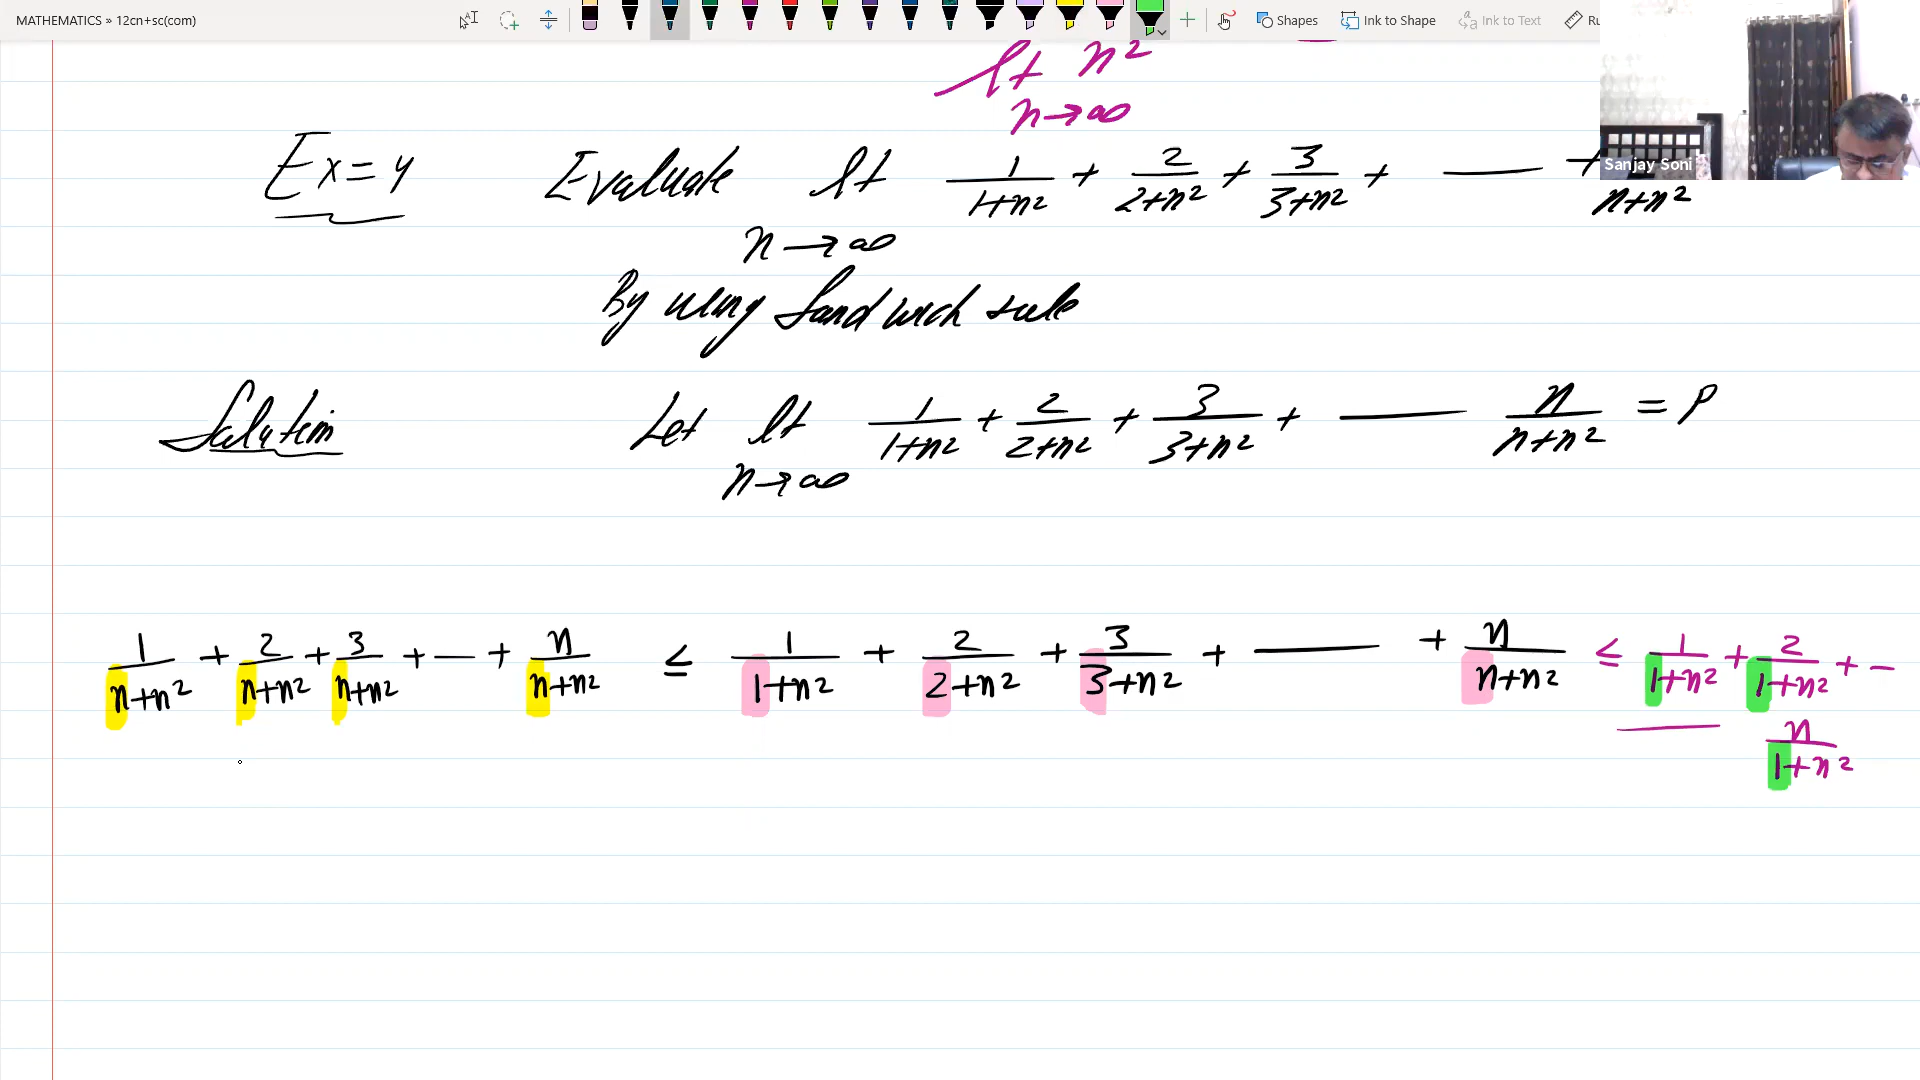 MATHEMATICS » 12cn+sc(com)
Shapes Ink to Shape Ink to Text Ru
Sanjay Soni
lt n²
n→∞
Ex=4 Evaluate lt 1/(1+n²) + 2/(2+n²) + 3/(3+n²) + — + /(n+n²)
n→∞
By using Sandwich rule
Solution Let lt 1/(1+n²) + 2/(2+n²) + 3/(3+n²) + — n/(n+n²) = P
n→∞
1/(n+n²) + 2/(n+n²) + 3/(n+n²) + — + n/(n+n²) ≤ 1/(1+n²) + 2/(2+n²) + 3/(3+n²) + — + n/(n+n²) ≤ 1/(1+n²) + 2/(1+n²) + –
— n/(1+n²)